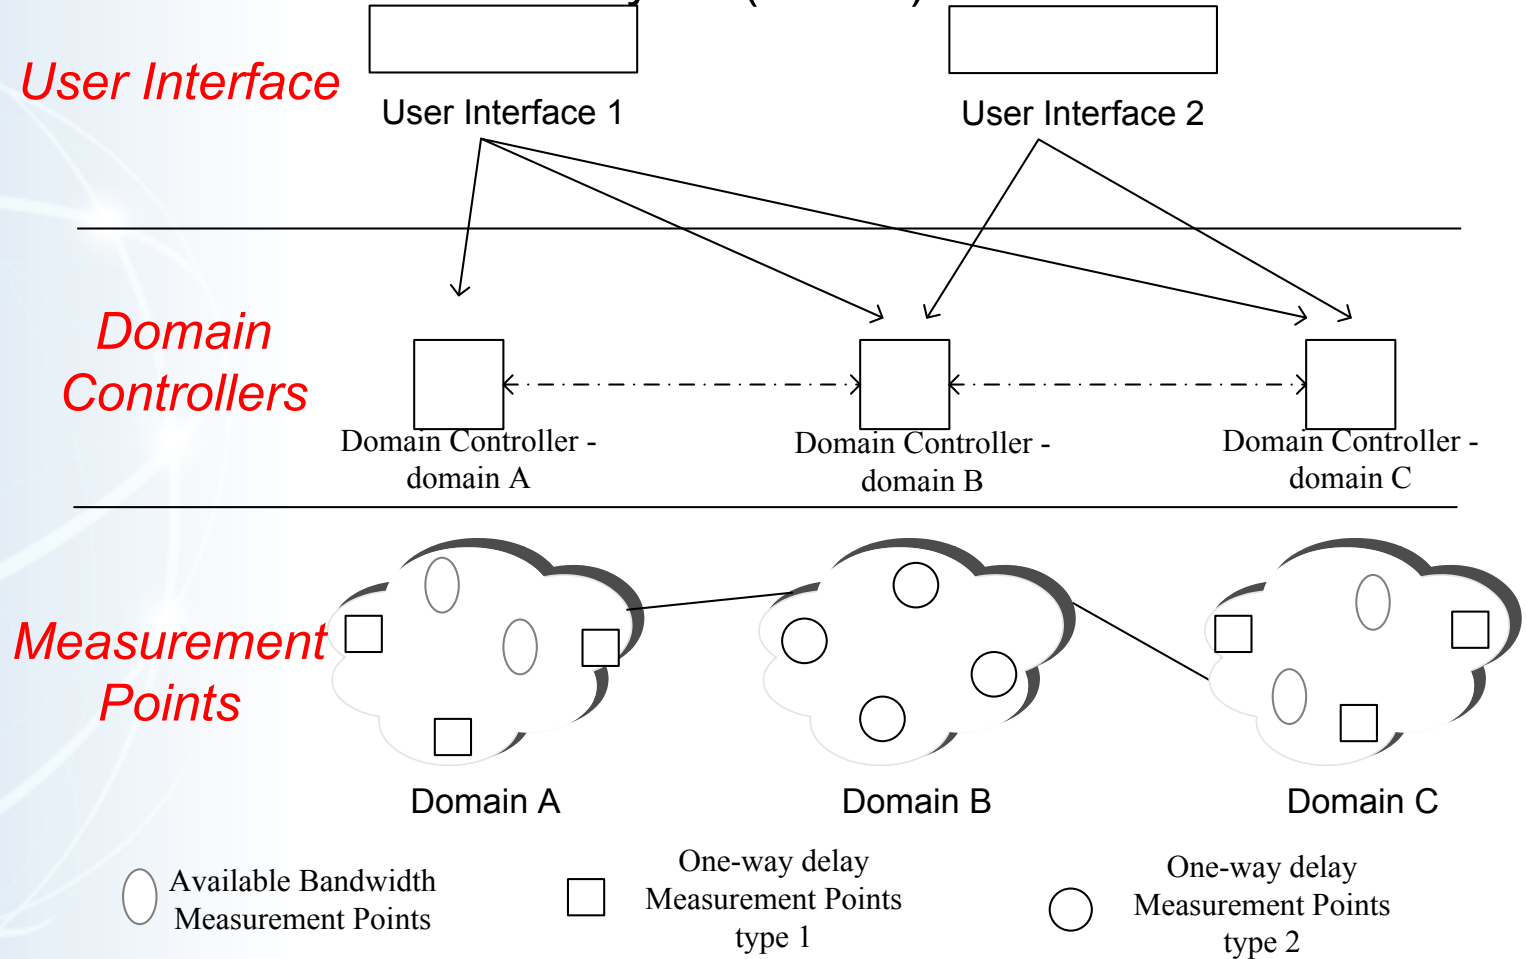 User Interface
User Interface 1
User Interface 2
Domain
Controllers
Domain Controller -
domain A
Domain Controller -
domain B
Domain Controller -
domain C
Measurement
Points
Domain A
Domain B
Domain C
Available Bandwidth
Measurement Points
One-way delay
Measurement Points
type 1
One-way delay
Measurement Points
type 2